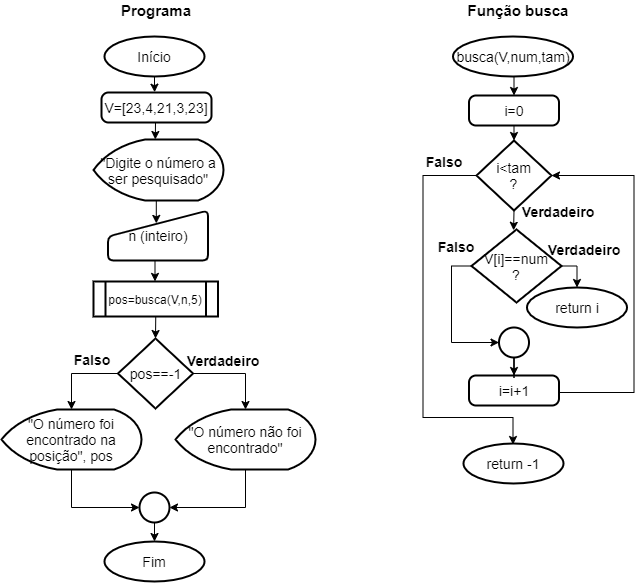 Programa
Início
V=[23,4,21,3,23]
"Digite o número a
ser pesquisado"
n (inteiro)
pos=busca(V,n,5)
Falso
Verdadeiro
pos==-1
"O número foi
encontrado na
posição", pos
"O número não foi
encontrado"
Fim
Função busca
busca(V,num,tam)
i=0
Falso
i<tam
?
Verdadeiro
Falso
Verdadeiro
V[i]==num
?
return i
i=i+1
return -1